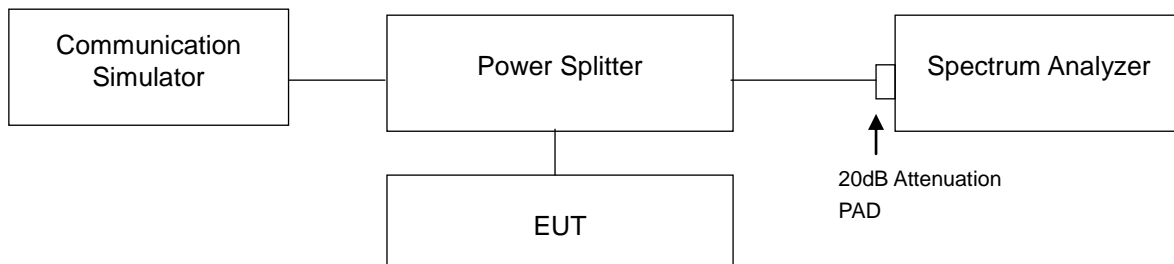 Communication
Simulator
Power Splitter
Spectrum Analyzer
20dB Attenuation
PAD
EUT